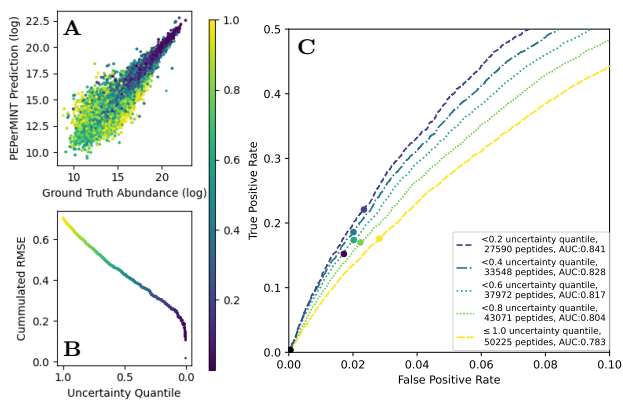 A
22.5
20.0
17.5
15.0
12.5
10.0
PEPerMINT Prediction (log)
10
15
20
Ground Truth Abundance (log)
1.0
0.8
0.6
0.4
0.2
B
0.6
0.4
0.2
0.0
Cummulated RMSE
1.0
0.5
0.0
Uncertainty Quantile
C
0.5
0.4
0.3
0.2
0.1
0.0
True Positive Rate
0.00
0.02
0.04
0.06
0.08
0.10
False Positive Rate
<0.2 uncertainty quantile,
27590 peptides, AUC:0.841
<0.4 uncertainty quantile,
33548 peptides, AUC:0.828
<0.6 uncertainty quantile,
37972 peptides, AUC:0.817
<0.8 uncertainty quantile,
43071 peptides, AUC:0.804
≤ 1.0 uncertainty quantile,
50225 peptides, AUC:0.783